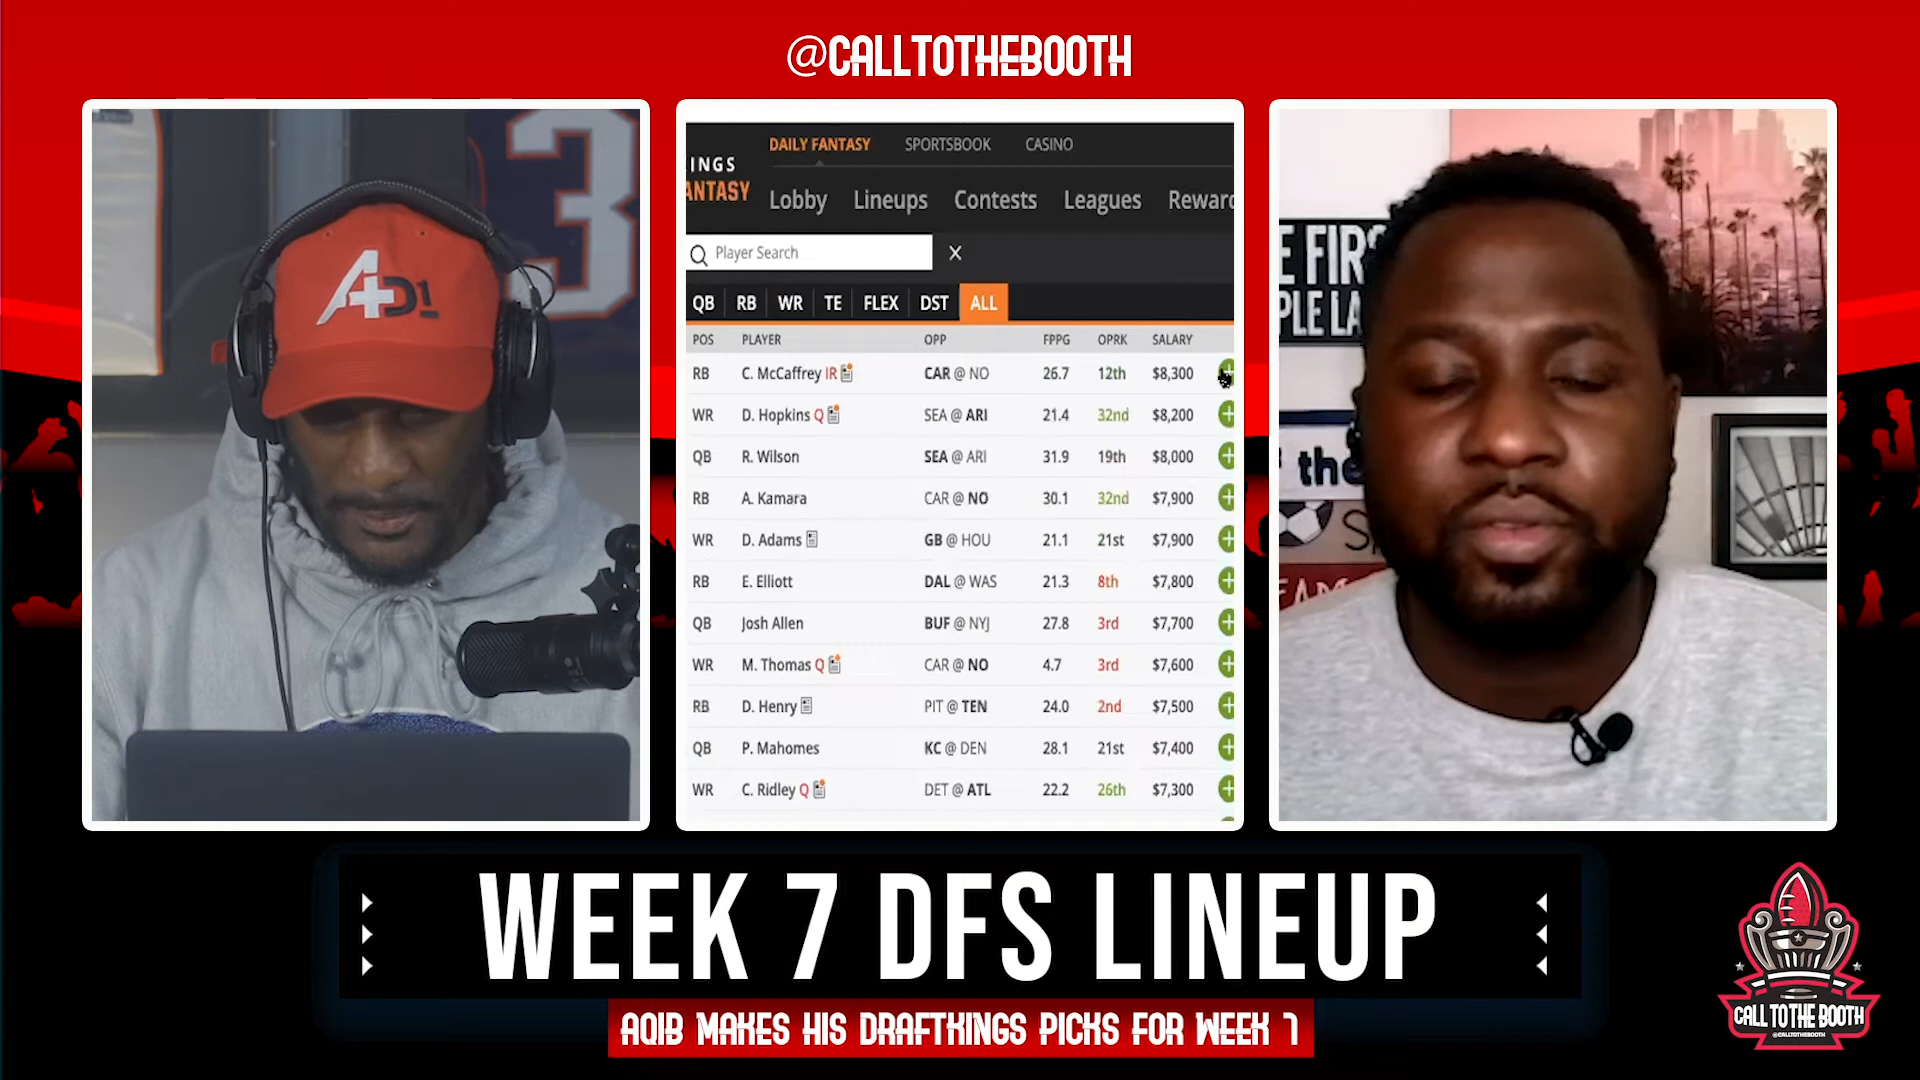 @CALLTOTHEBOOTH
A+D1
3
DAILY FANTASY SPORTSBOOK CASINO
INGS
ANTASY
Lobby Lineups Contests Leagues Reward
Player Search X
QB RB WR TE FLEX DST ALL
POS PLAYER OPP FPPG OPRK SALARY
RB C. McCaffrey IR CAR @ NO 26.7 12th $8,300
WR D. Hopkins Q SEA @ ARI 21.4 32nd $8,200
QB R. Wilson SEA @ ARI 31.9 19th $8,000
RB A. Kamara CAR @ NO 30.1 32nd $7,900
WR D. Adams GB @ HOU 21.1 21st $7,900
RB E. Elliott DAL @ WAS 21.3 8th $7,800
QB Josh Allen BUF @ NYJ 27.8 3rd $7,700
WR M. Thomas Q CAR @ NO 4.7 3rd $7,600
RB D. Henry PIT @ TEN 24.0 2nd $7,500
QB P. Mahomes KC @ DEN 28.1 21st $7,400
WR C. Ridley Q DET @ ATL 22.2 26th $7,300
E FIRS
PLE LA
the
WEEK 7 DFS LINEUP
AQIB MAKES HIS DRAFTKINGS PICKS FOR WEEK 7
CALL TO THE BOOTH
@CALLTOTHEBOOTH